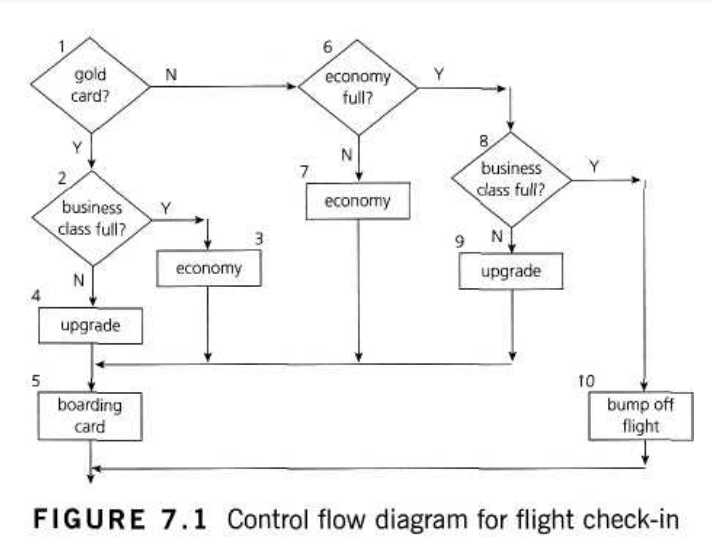 1
gold
card?
N
Y
6
economy
full?
Y
N
2
business
class full?
Y
N
3
economy
4
upgrade
5
boarding
card
7
economy
8
business
class full?
Y
N
9
upgrade
10
bump off
flight
FIGURE 7.1 Control flow diagram for flight check-in